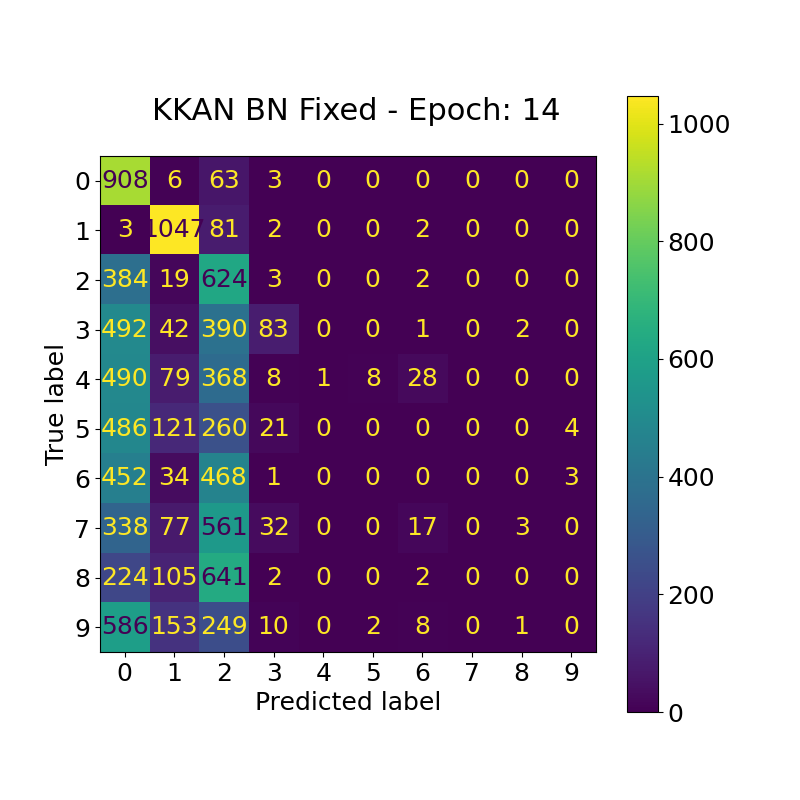 KKAN BN Fixed - Epoch: 14
0 908 6 63 3 0 0 0 0 0 0
1 3 1047 81 2 0 0 2 0 0 0
2 384 19 624 3 0 0 2 0 0 0
3 492 42 390 83 0 0 1 0 2 0
4 490 79 368 8 1 8 28 0 0 0
5 486 121 260 21 0 0 0 0 0 4
6 452 34 468 1 0 0 0 0 0 3
7 338 77 561 32 0 0 17 0 3 0
8 224 105 641 2 0 0 2 0 0 0
9 586 153 249 10 0 2 8 0 1 0
0 1 2 3 4 5 6 7 8 9
Predicted label
True label
1000
800
600
400
200
0